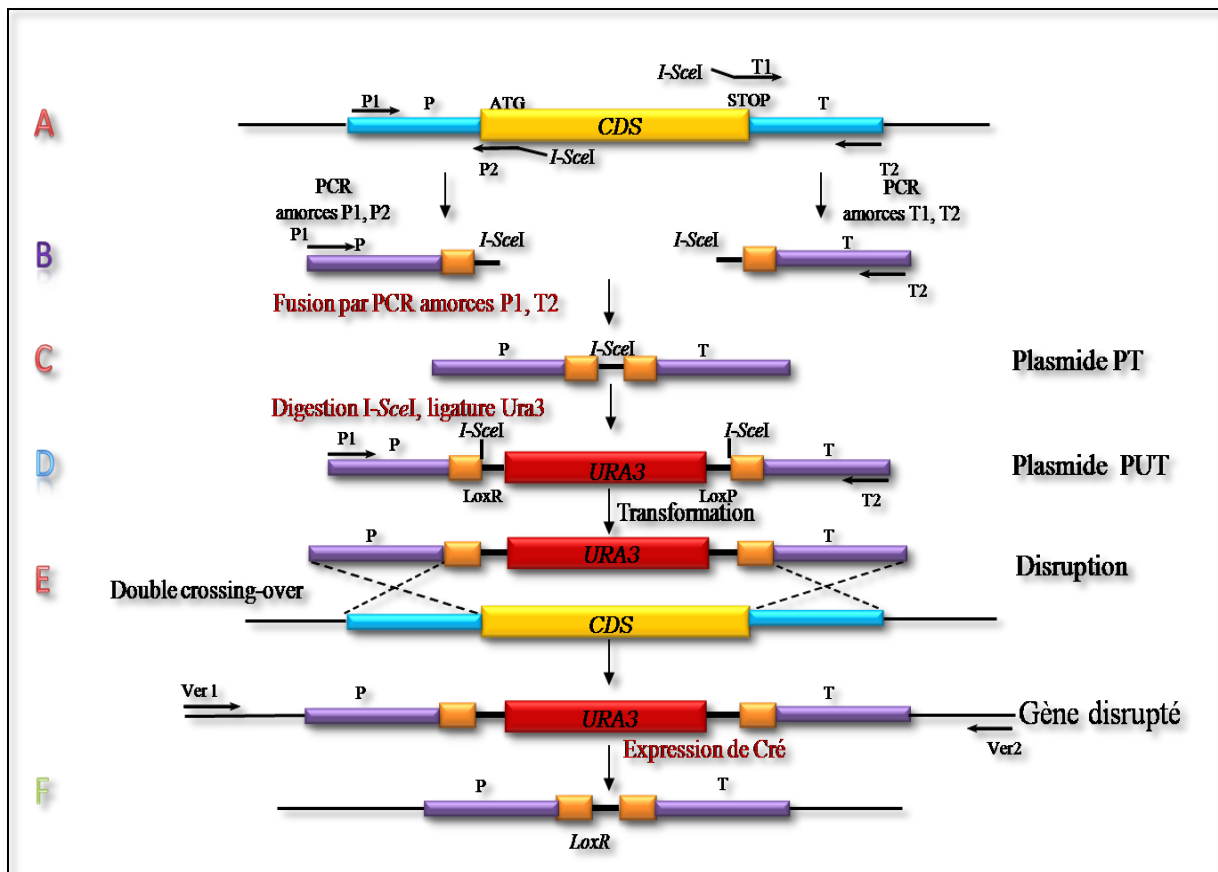 A
I-SceI
T1
P1
P
ATG
STOP
T
CDS
P2
I-SceI
T2
PCR
amorces P1, P2
PCR
amorces T1, T2
B
P1
P
I-SceI
I-SceI
T
T2
Fusion par PCR amorces P1, T2
C
P
I-SceI
T
Plasmide PT
Digestion I-SceI, ligature Ura3
D
P1
P
I-SceI
I-SceI
T
URA3
LoxR
LoxP
T2
Plasmide PUT
Transformation
E
P
URA3
T
Disruption
Double crossing-over
CDS
Ver 1
P
T
URA3
Gène disrupté
Ver2
Expression de Cré
F
P
T
LoxR